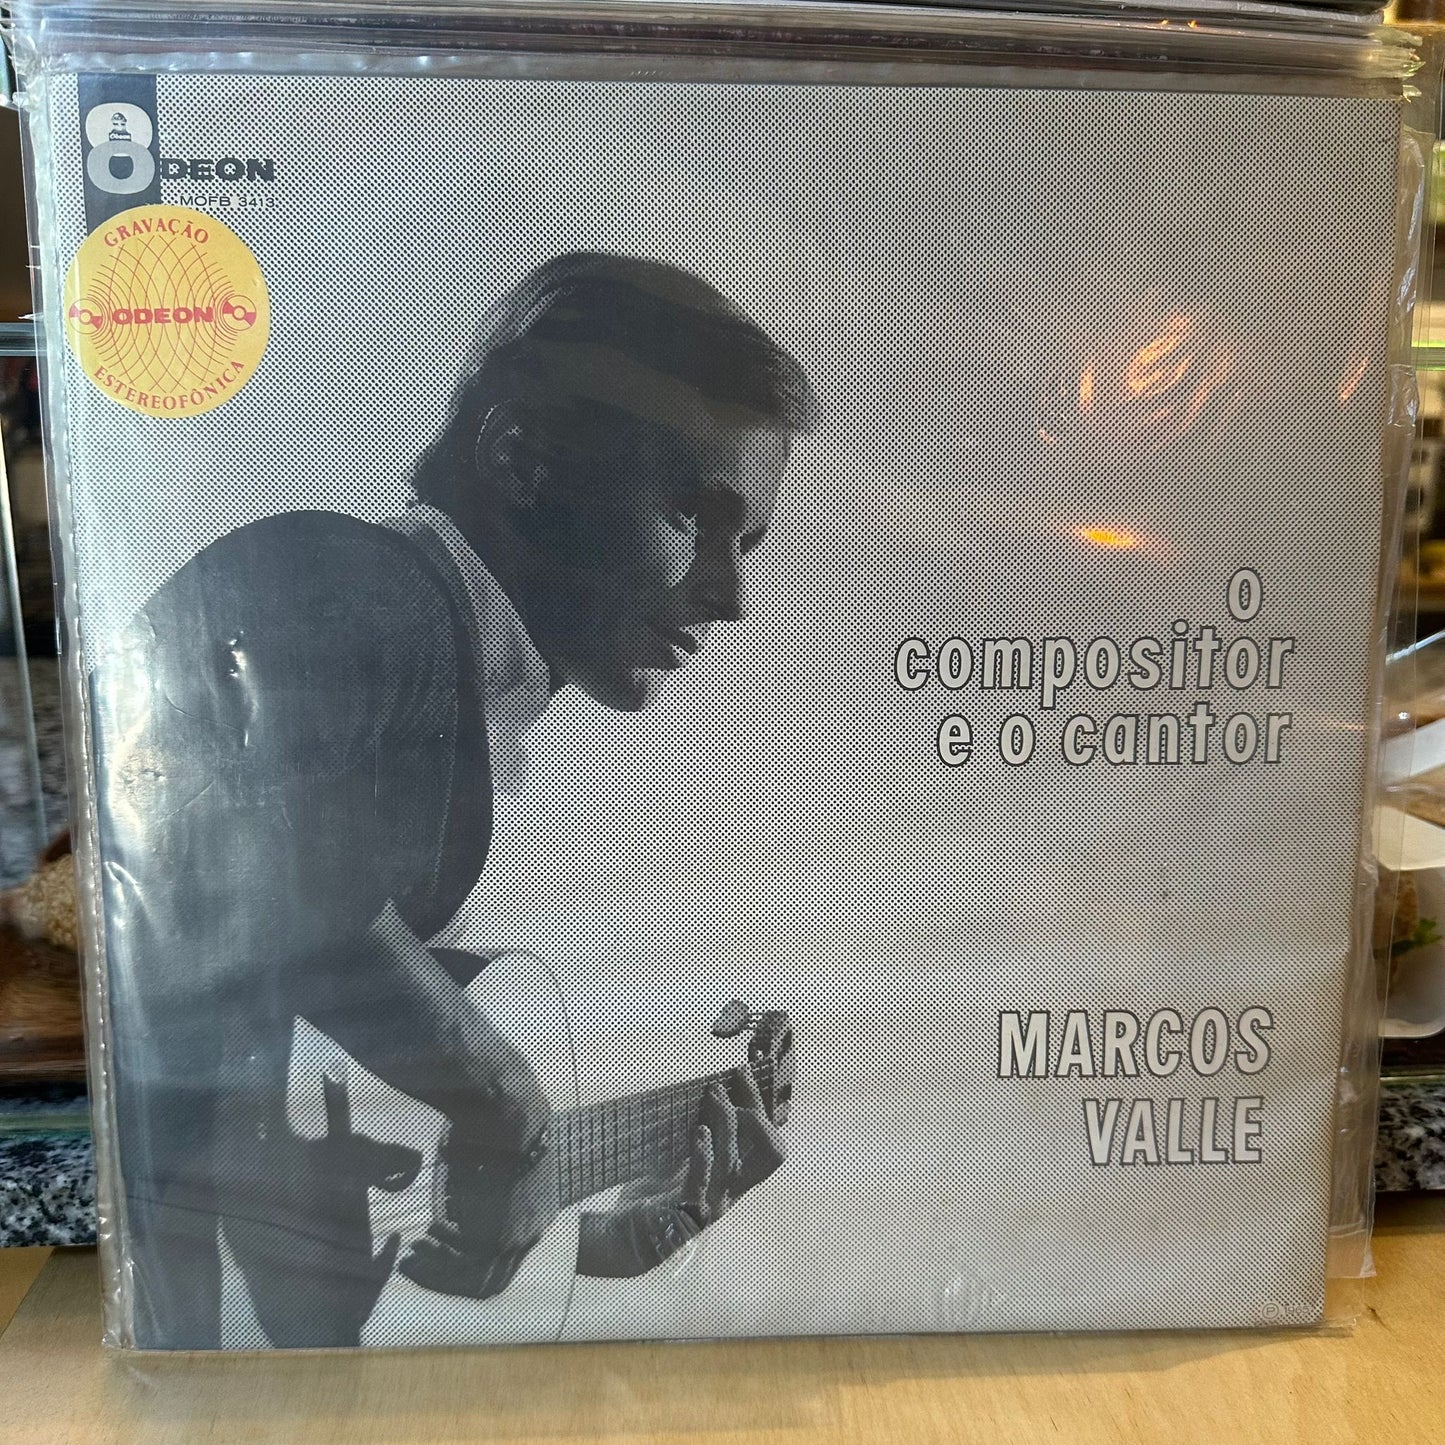 ODEON
MOFB 3413
GRAVAÇÃO
ODEON
ESTEREOFÔNICA
o
compositor
e o cantor
MARCOS
VALLE